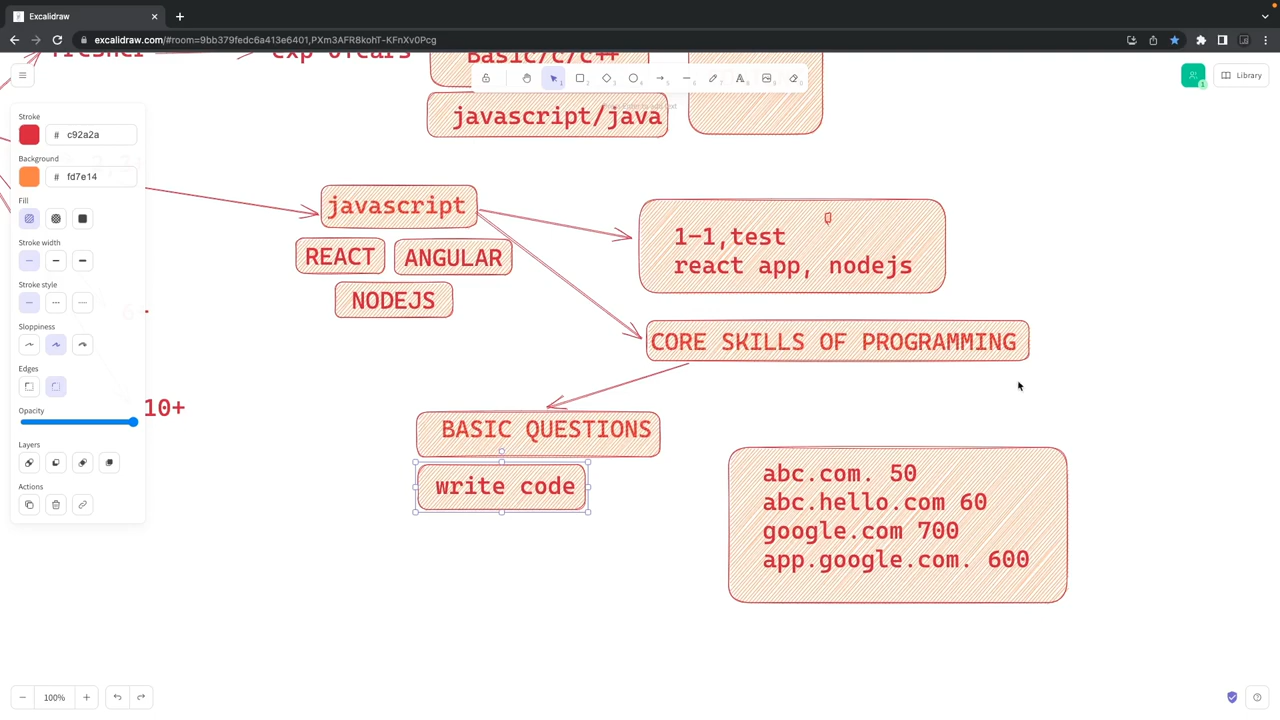 Excalidraw
excalidraw.com/#room=9bb379fedc6a413e6401,PXm3AFR8kohT-KFnXv0Pcg
fresher
exp 0Years
Basic/c/c++
Library
javascript/java
Stroke
# c92a2a
Background
# fd7e14
Fill
Stroke width
Stroke style
Sloppiness
Edges
Opacity
Layers
Actions
javascript
REACT
ANGULAR
NODEJS
1-1,test
react app, nodejs
CORE SKILLS OF PROGRAMMING
10+
BASIC QUESTIONS
write code
abc.com. 50
abc.hello.com 60
google.com 700
app.google.com. 600
100%